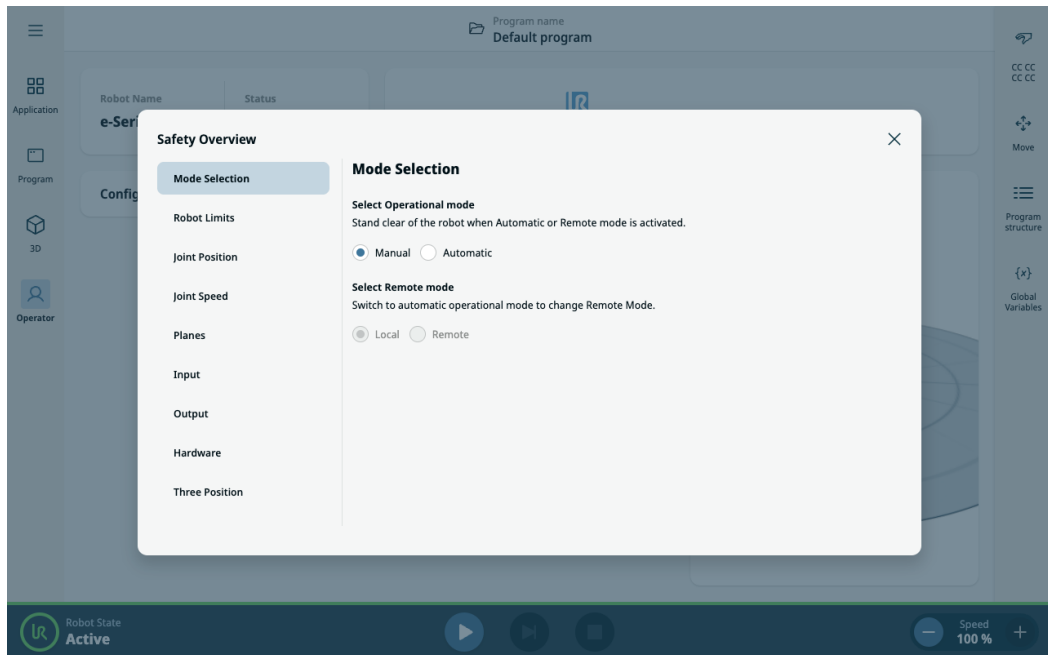 Program name
Default program
Application
Program
3D
Operator
Robot Name
Status
e-Seri
Config
Safety Overview
Mode Selection
Robot Limits
Joint Position
Joint Speed
Planes
Input
Output
Hardware
Three Position
Mode Selection
Select Operational mode
Stand clear of the robot when Automatic or Remote mode is activated.
Manual Automatic
Select Remote mode
Switch to automatic operational mode to change Remote Mode.
Local Remote
CC CC
CC CC
Move
Program
structure
{x}
Global
Variables
Robot State
Active
Speed
100 %